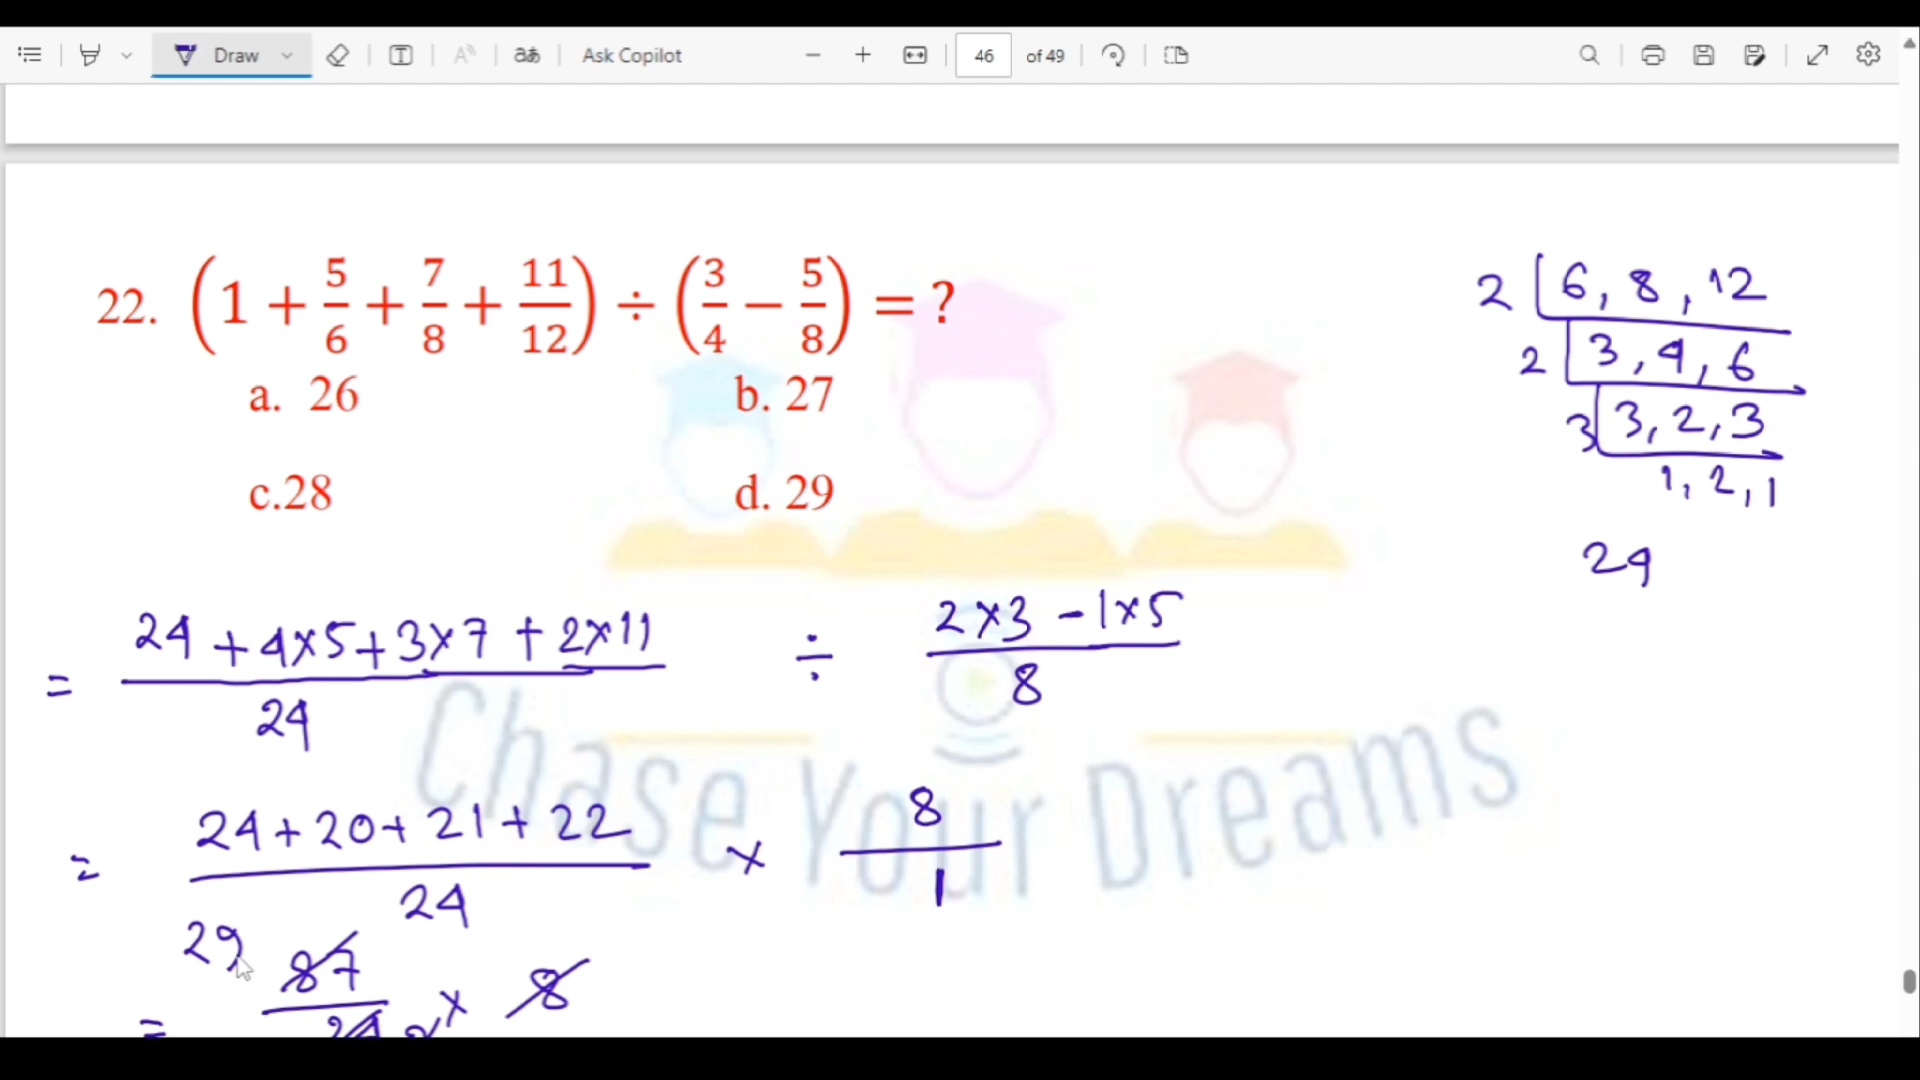 Draw Ask Copilot 46 of 49
22. (1 + 5/6 + 7/8 + 11/12) ÷ (3/4 − 5/8) = ?
a. 26 b. 27
c.28 d. 29
2 6, 8, 12
2 3, 4, 6
3 3, 2, 3
1, 2, 1
24
= 24 + 4×5 + 3×7 + 2×11 / 24 ÷ 2×3 - 1×5 / 8
= 24 + 20 + 21 + 22 / 24 × 8 / 1
29
= 87 / 24 × 8
Chase Your Dreams